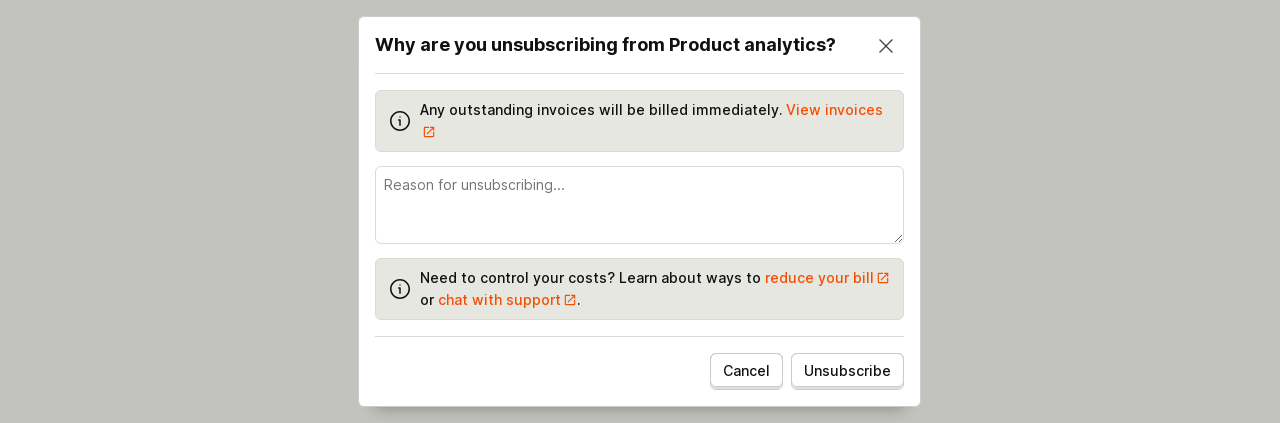 Why are you unsubscribing from Product analytics?
Any outstanding invoices will be billed immediately. View invoices
Reason for unsubscribing...
Need to control your costs? Learn about ways to reduce your bill
or chat with support.
Cancel Unsubscribe